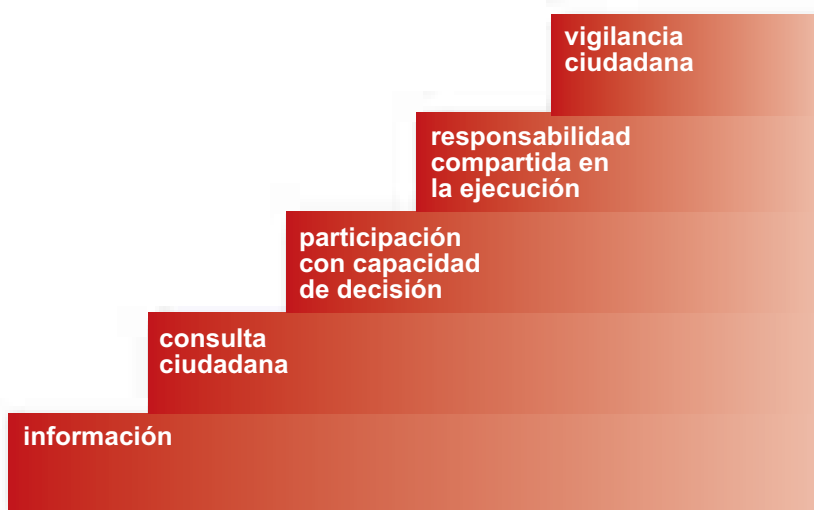 vigilancia
ciudadana
responsabilidad
compartida en
la ejecución
participación
con capacidad
de decisión
consulta
ciudadana
información